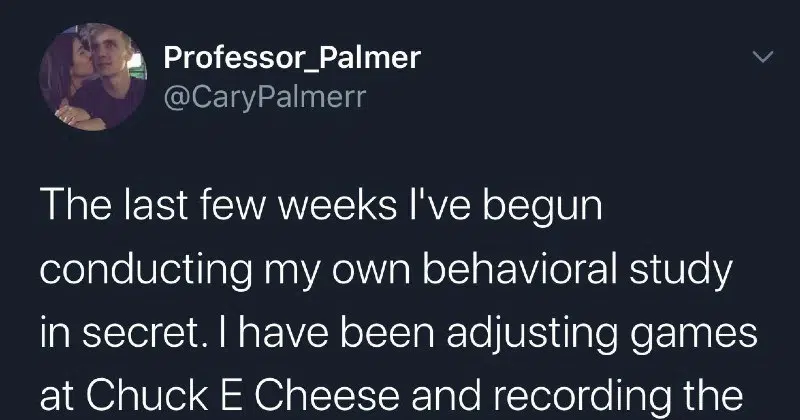 Professor_Palmer
@CaryPalmerr
The last few weeks I've begun
conducting my own behavioral study
in secret. I have been adjusting games
at Chuck E Cheese and recording the